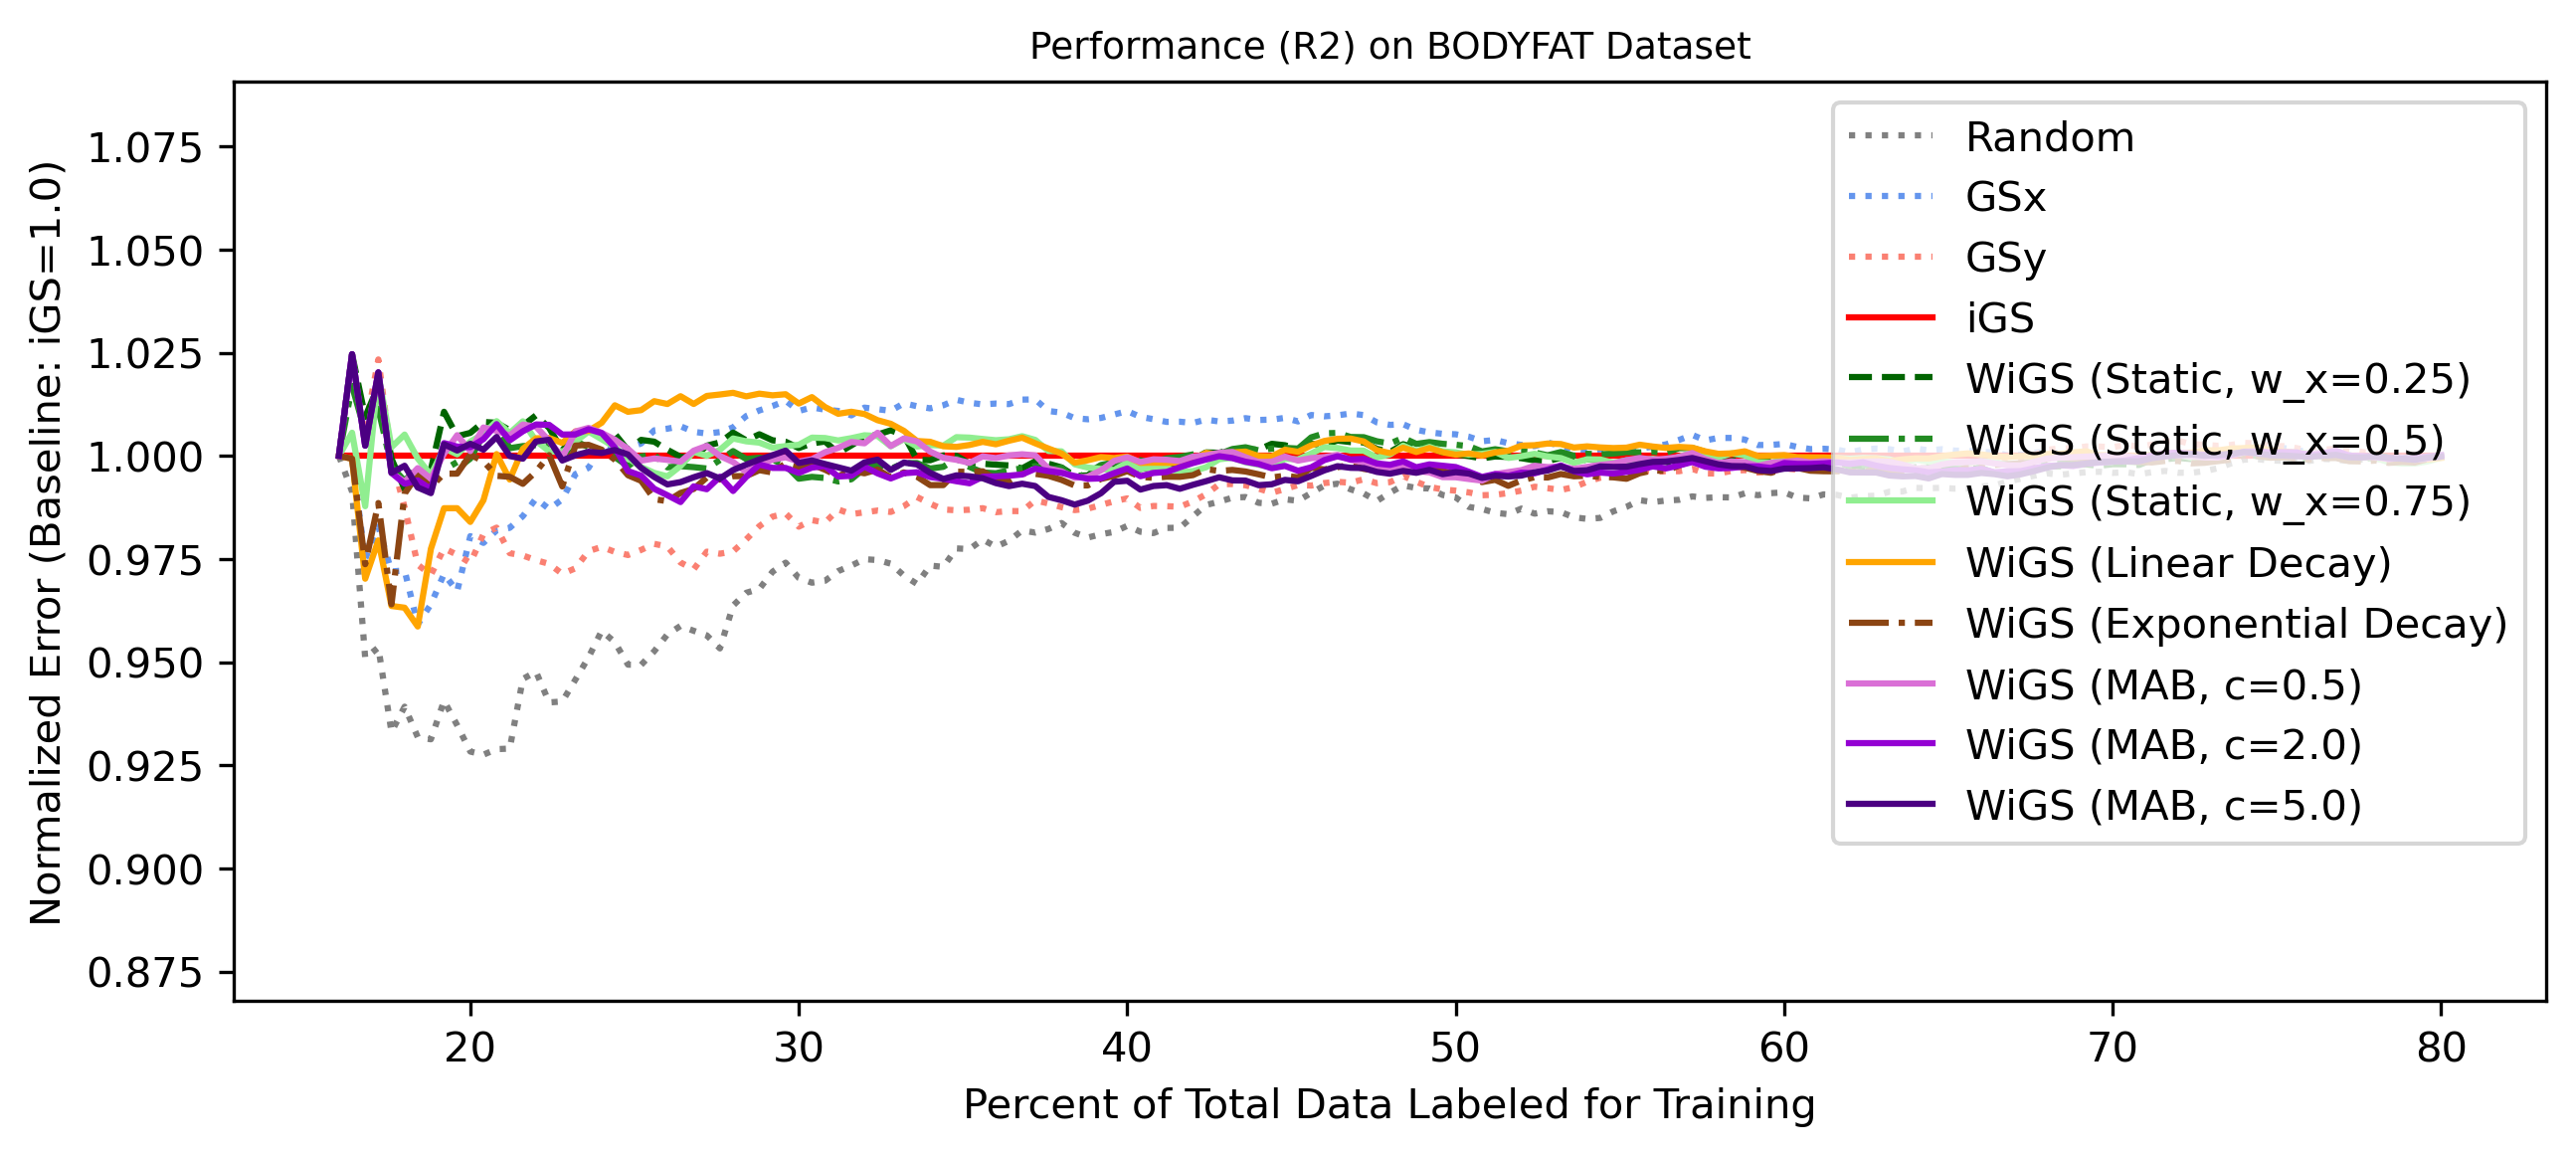 Performance (R2) on BODYFAT Dataset
Normalized Error (Baseline: iGS=1.0)
1.075
1.050
1.025
1.000
0.975
0.950
0.925
0.900
0.875
Random
GSx
GSy
iGS
WiGS (Static, w_x=0.25)
WiGS (Static, w_x=0.5)
WiGS (Static, w_x=0.75)
WiGS (Linear Decay)
WiGS (Exponential Decay)
WiGS (MAB, c=0.5)
WiGS (MAB, c=2.0)
WiGS (MAB, c=5.0)
20 30 40 50 60 70 80
Percent of Total Data Labeled for Training